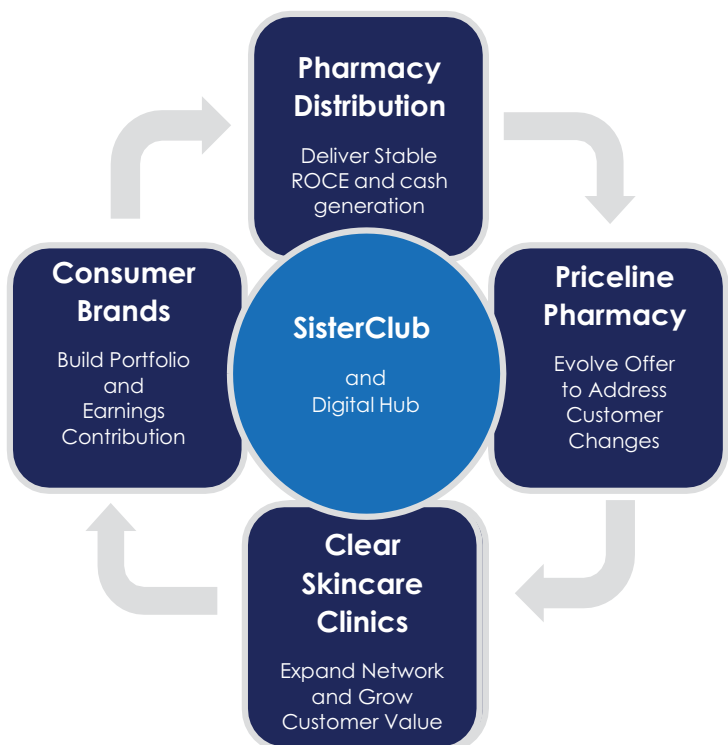 Pharmacy
Distribution
Deliver Stable
ROCE and cash
generation
Consumer
Brands
Build Portfolio
and
Earnings
Contribution
SisterClub
and
Digital Hub
Priceline
Pharmacy
Evolve Offer
to Address
Customer
Changes
Clear
Skincare
Clinics
Expand Network
and Grow
Customer Value